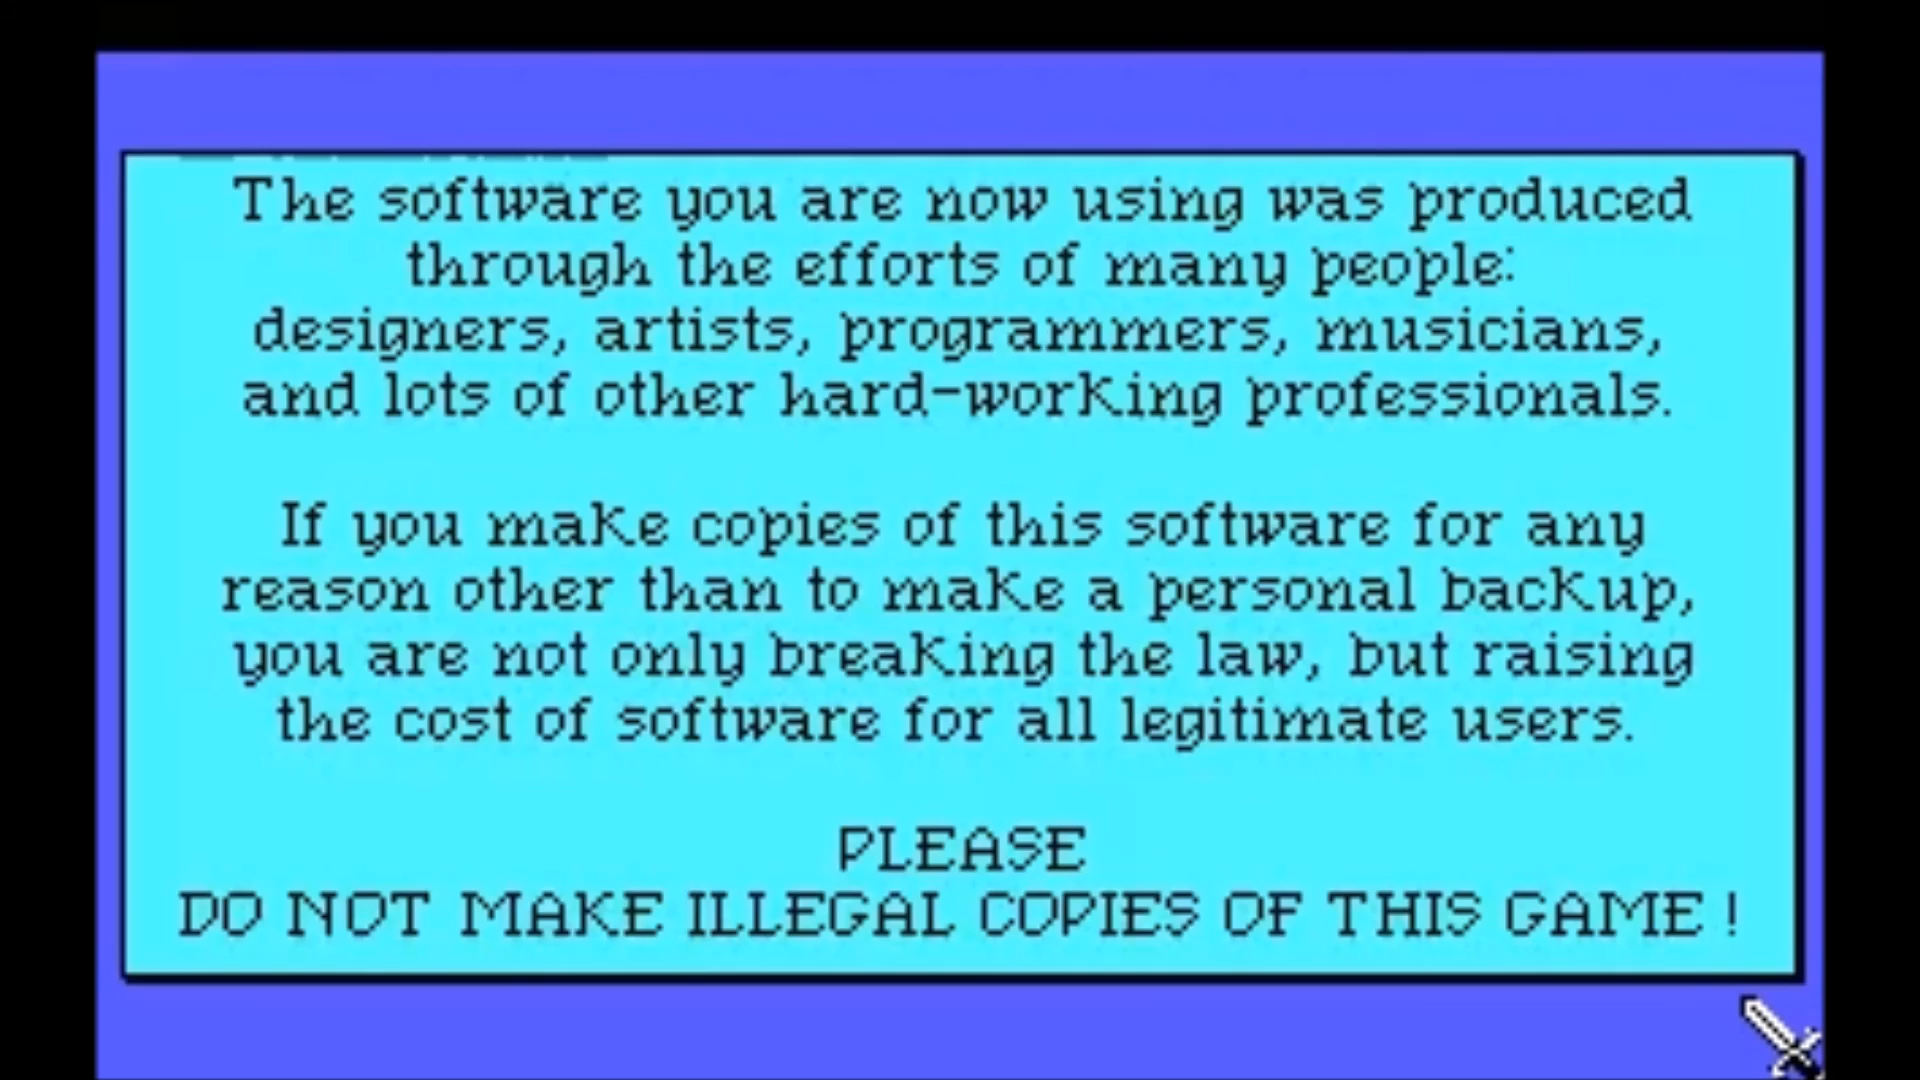 The software you are now using was produced
through the efforts of many people:
designers, artists, programmers, musicians,
and lots of other hard-working professionals.
If you make copies of this software for any
reason other than to make a personal backup,
you are not only breaking the law, but raising
the cost of software for all legitimate users.
PLEASE
DO NOT MAKE ILLEGAL COPIES OF THIS GAME !